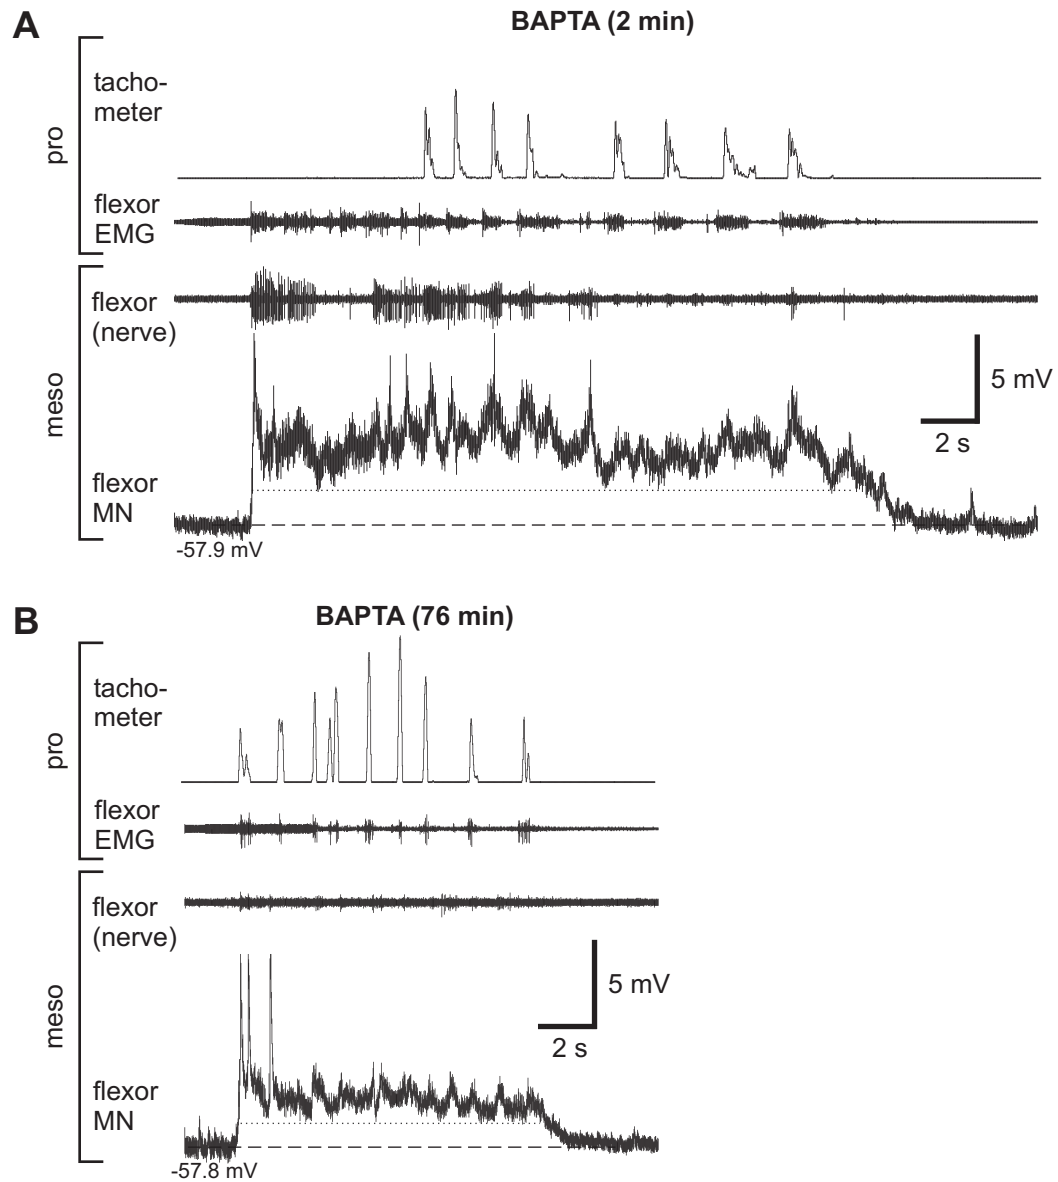 A
BAPTA (2 min)
pro
tacho-
meter
flexor
EMG
meso
flexor
(nerve)
5 mV
2 s
flexor
MN
-57.9 mV
B
BAPTA (76 min)
pro
tacho-
meter
flexor
EMG
meso
flexor
(nerve)
5 mV
2 s
flexor
MN
-57.8 mV